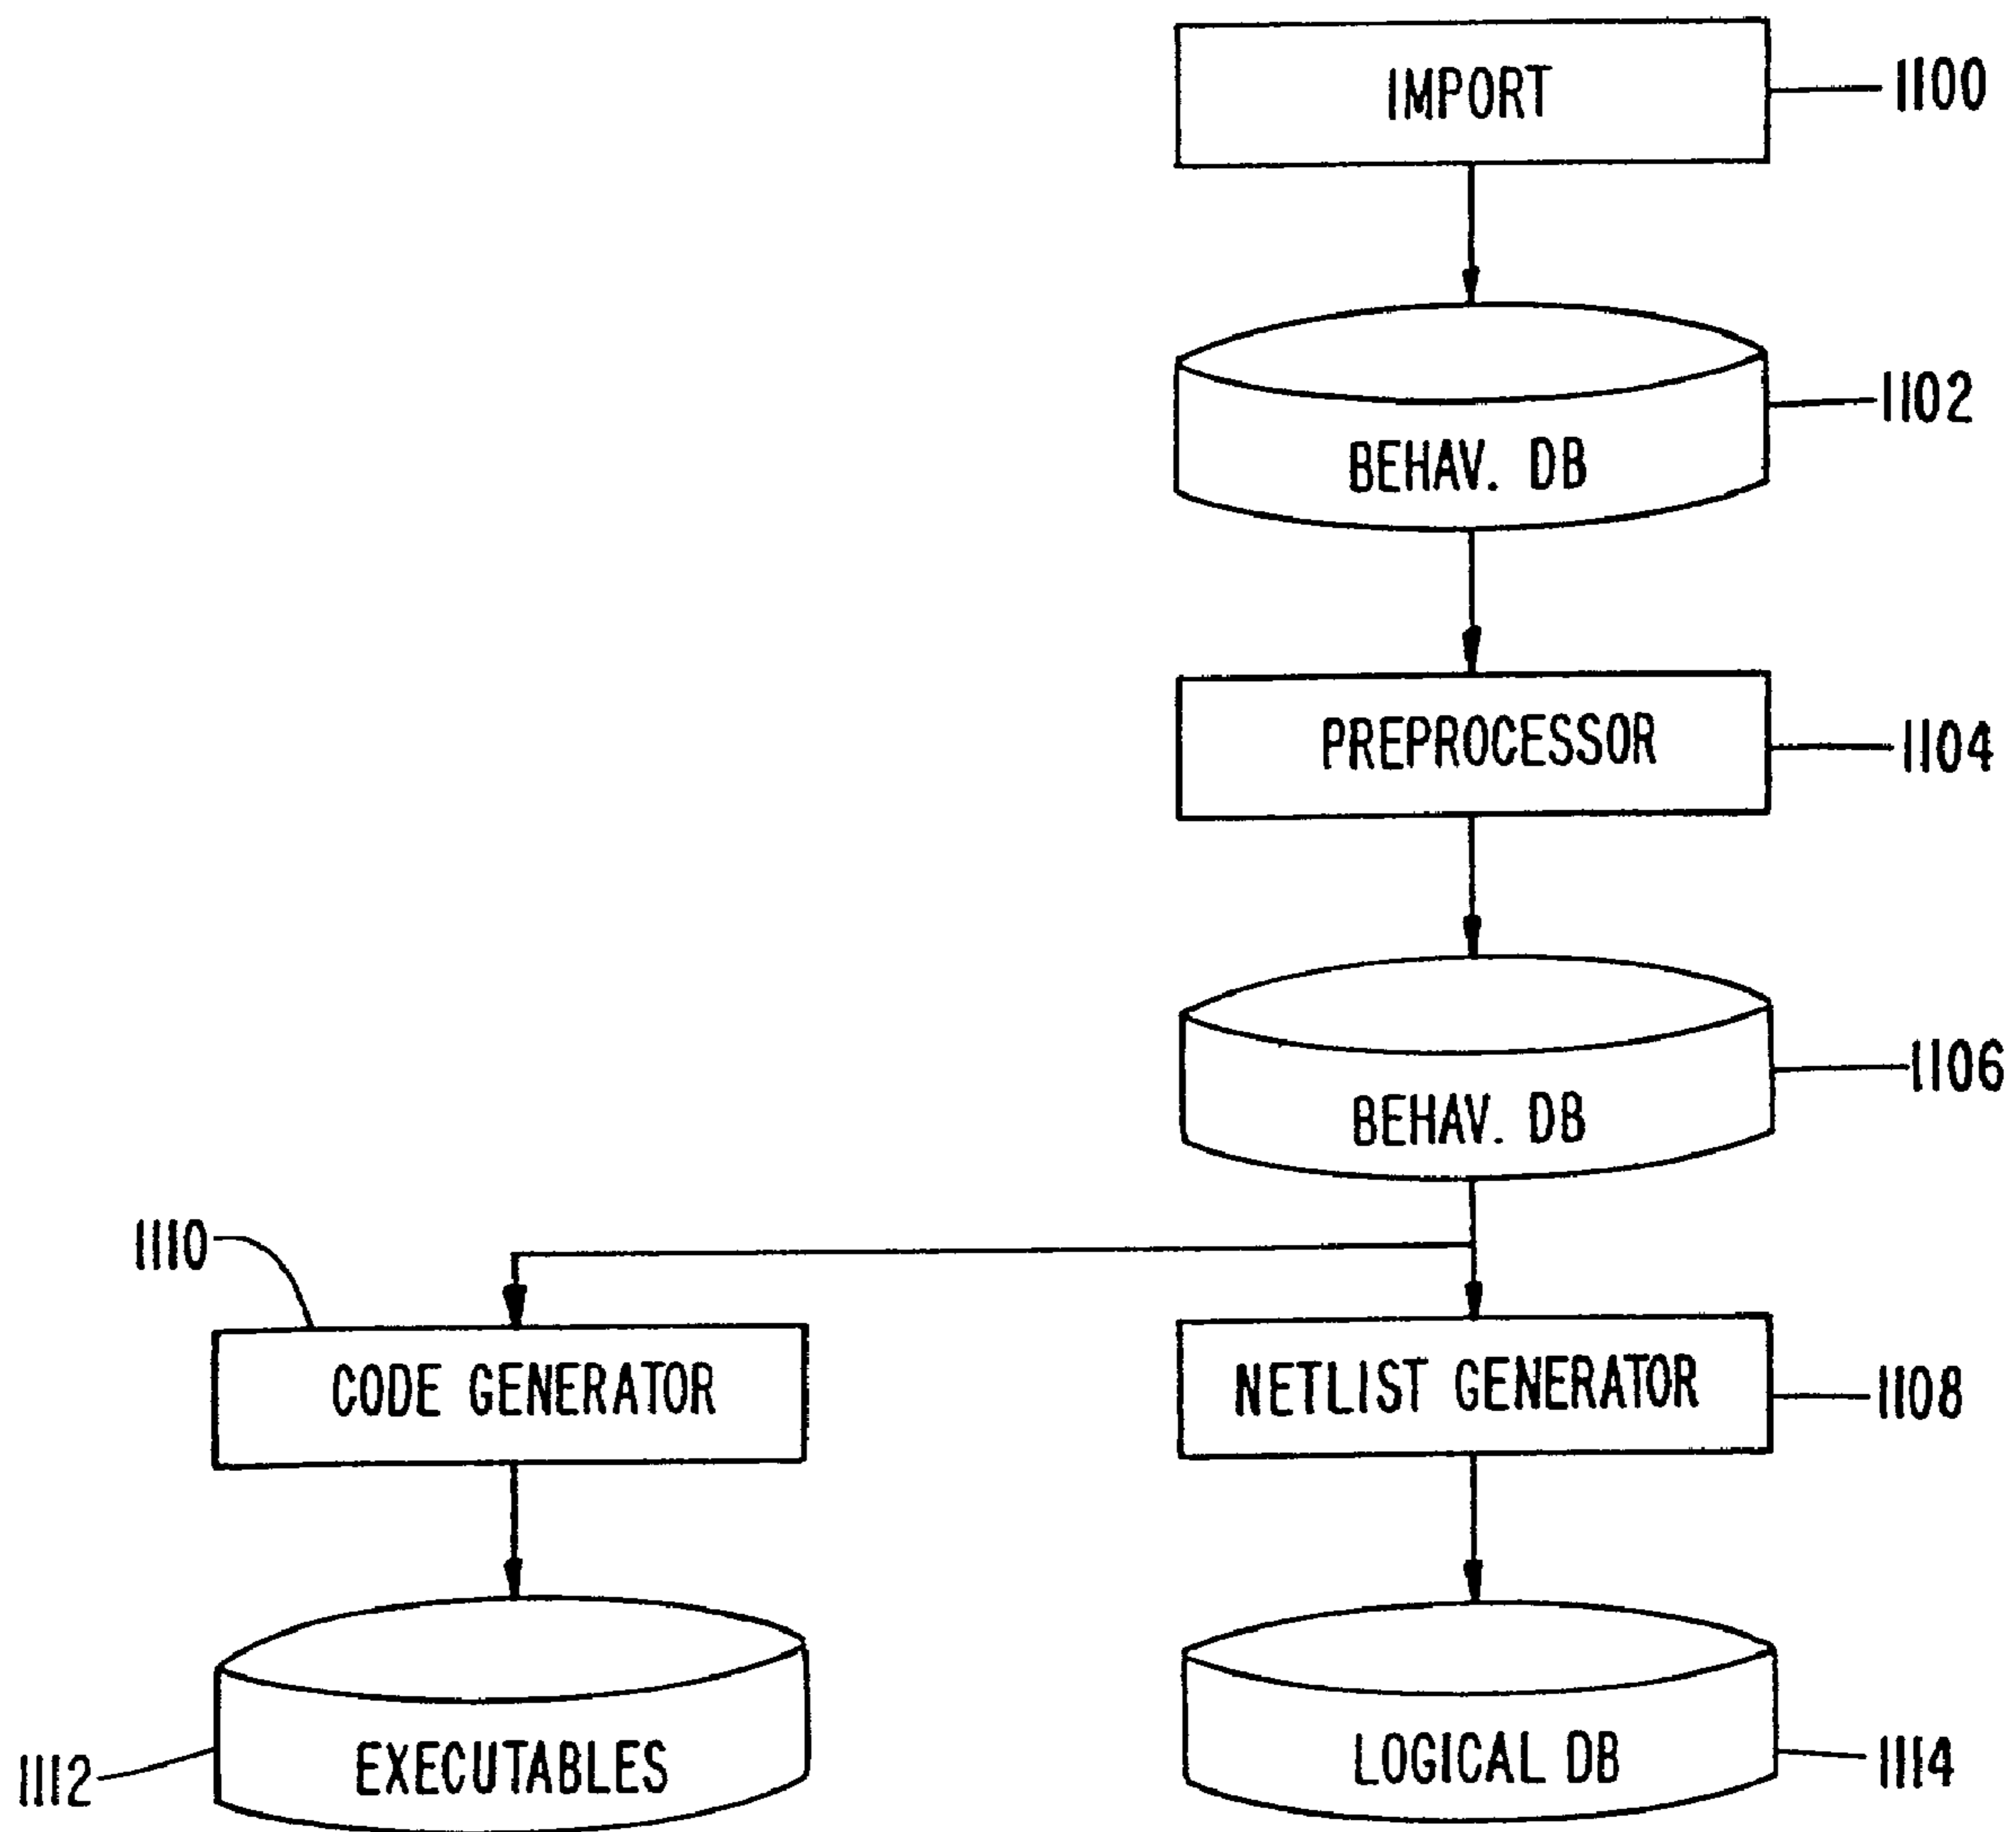 IMPORT
1100
BEHAV. DB
1102
PREPROCESSOR
1104
BEHAV. DB
1106
1110
CODE GENERATOR
NETLIST GENERATOR
1108
EXECUTABLES
1112
LOGICAL DB
1114